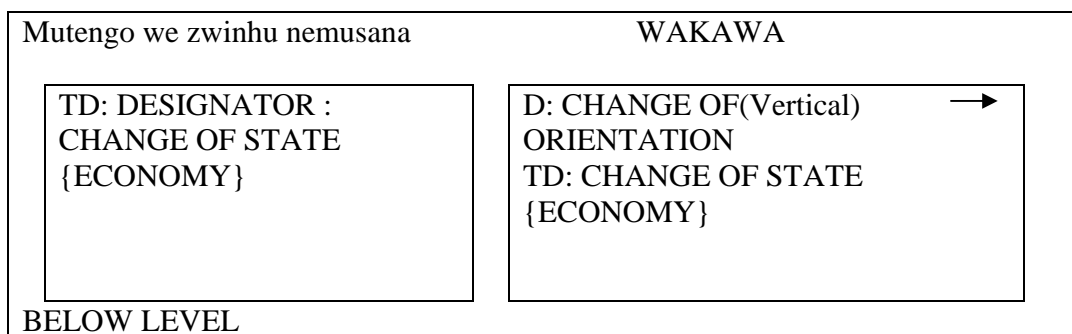 Mutengo we zwinhu nemusana WAKAWA
TD: DESIGNATOR :
CHANGE OF STATE
{ECONOMY}
D: CHANGE OF(Vertical)
ORIENTATION
TD: CHANGE OF STATE
{ECONOMY}
BELOW LEVEL